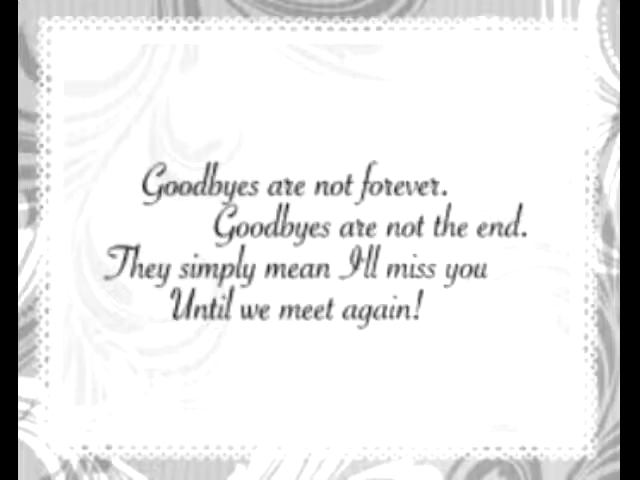 Goodbyes are not forever.
Goodbyes are not the end.
They simply mean I'll miss you
Until we meet again!